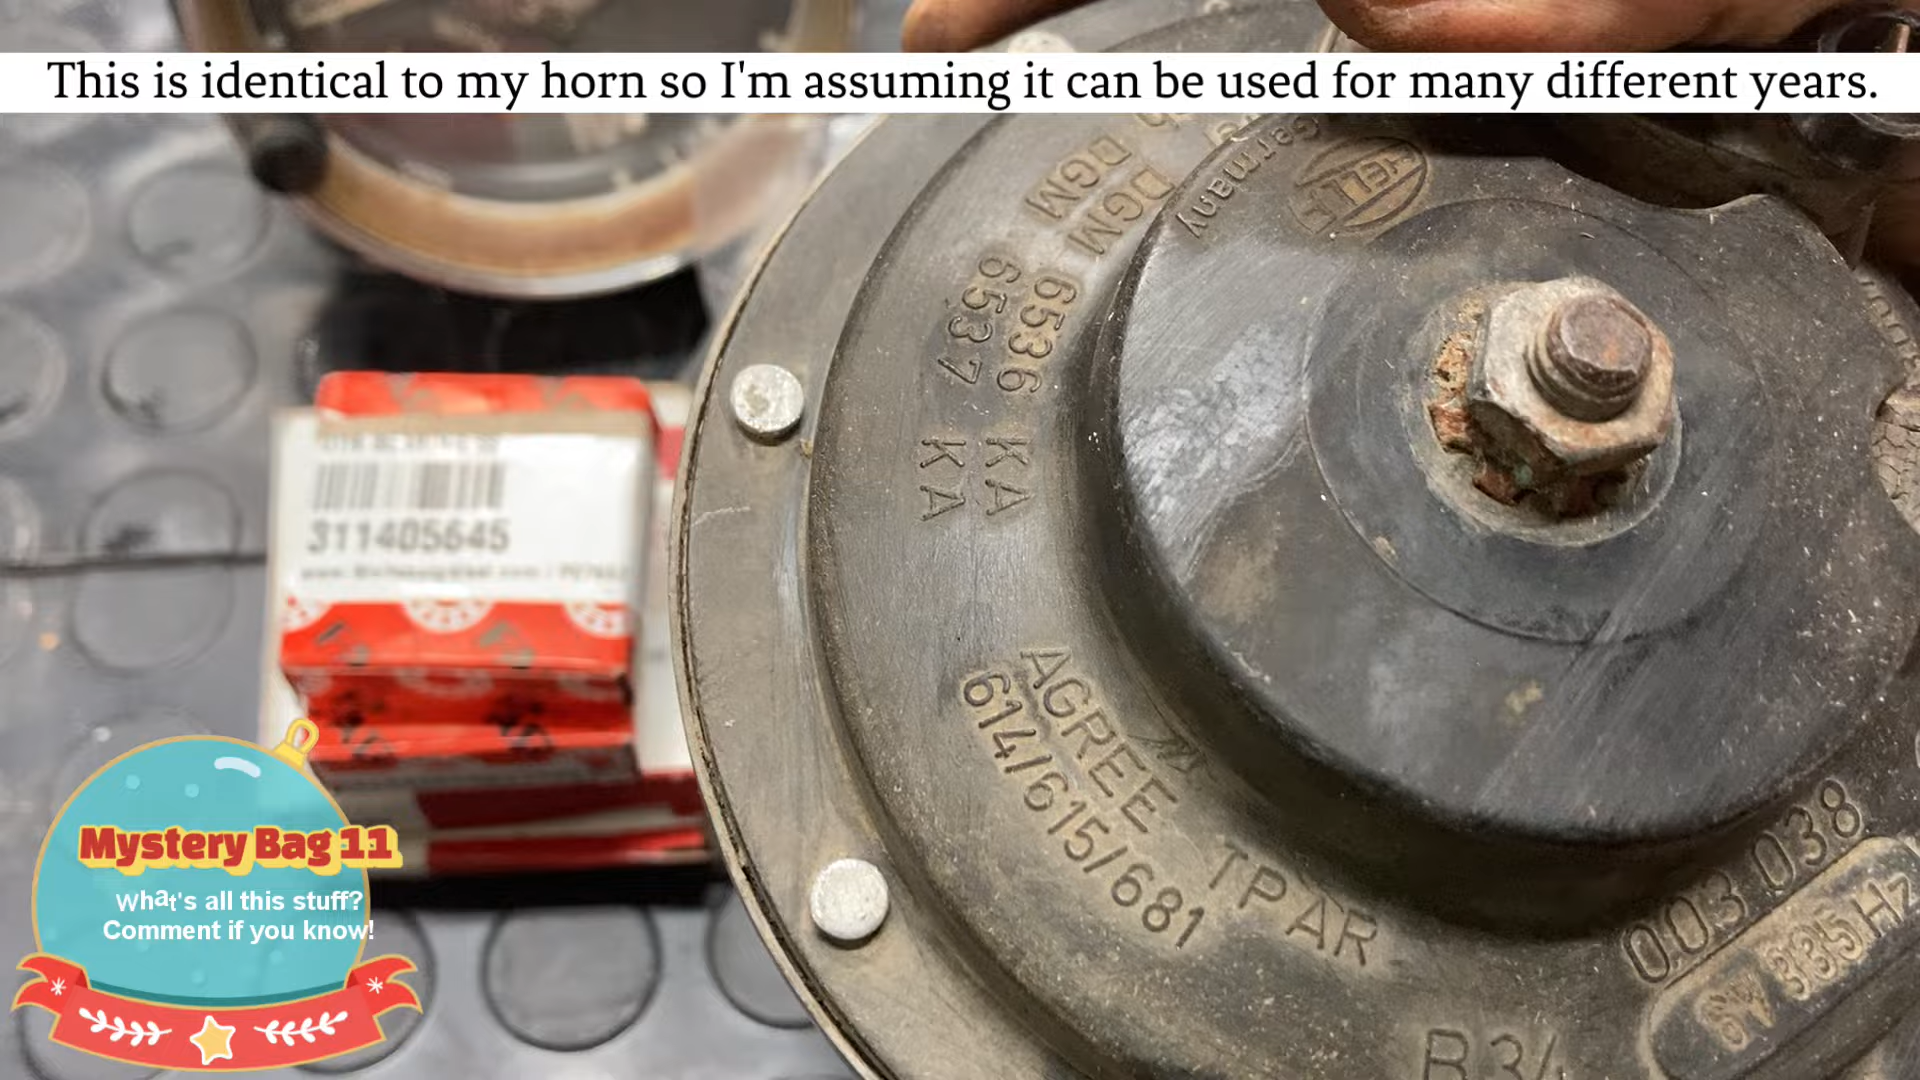 This is identical to my horn so I'm assuming it can be used for many different years.
Germany
HELLA
DGM 6536 KA
DGM 6537 KA
311405645
AGREE TPAR
614/615/681
003 038
6V 335Hz
B34
Mystery Bag 11
what's all this stuff?
Comment if you know!